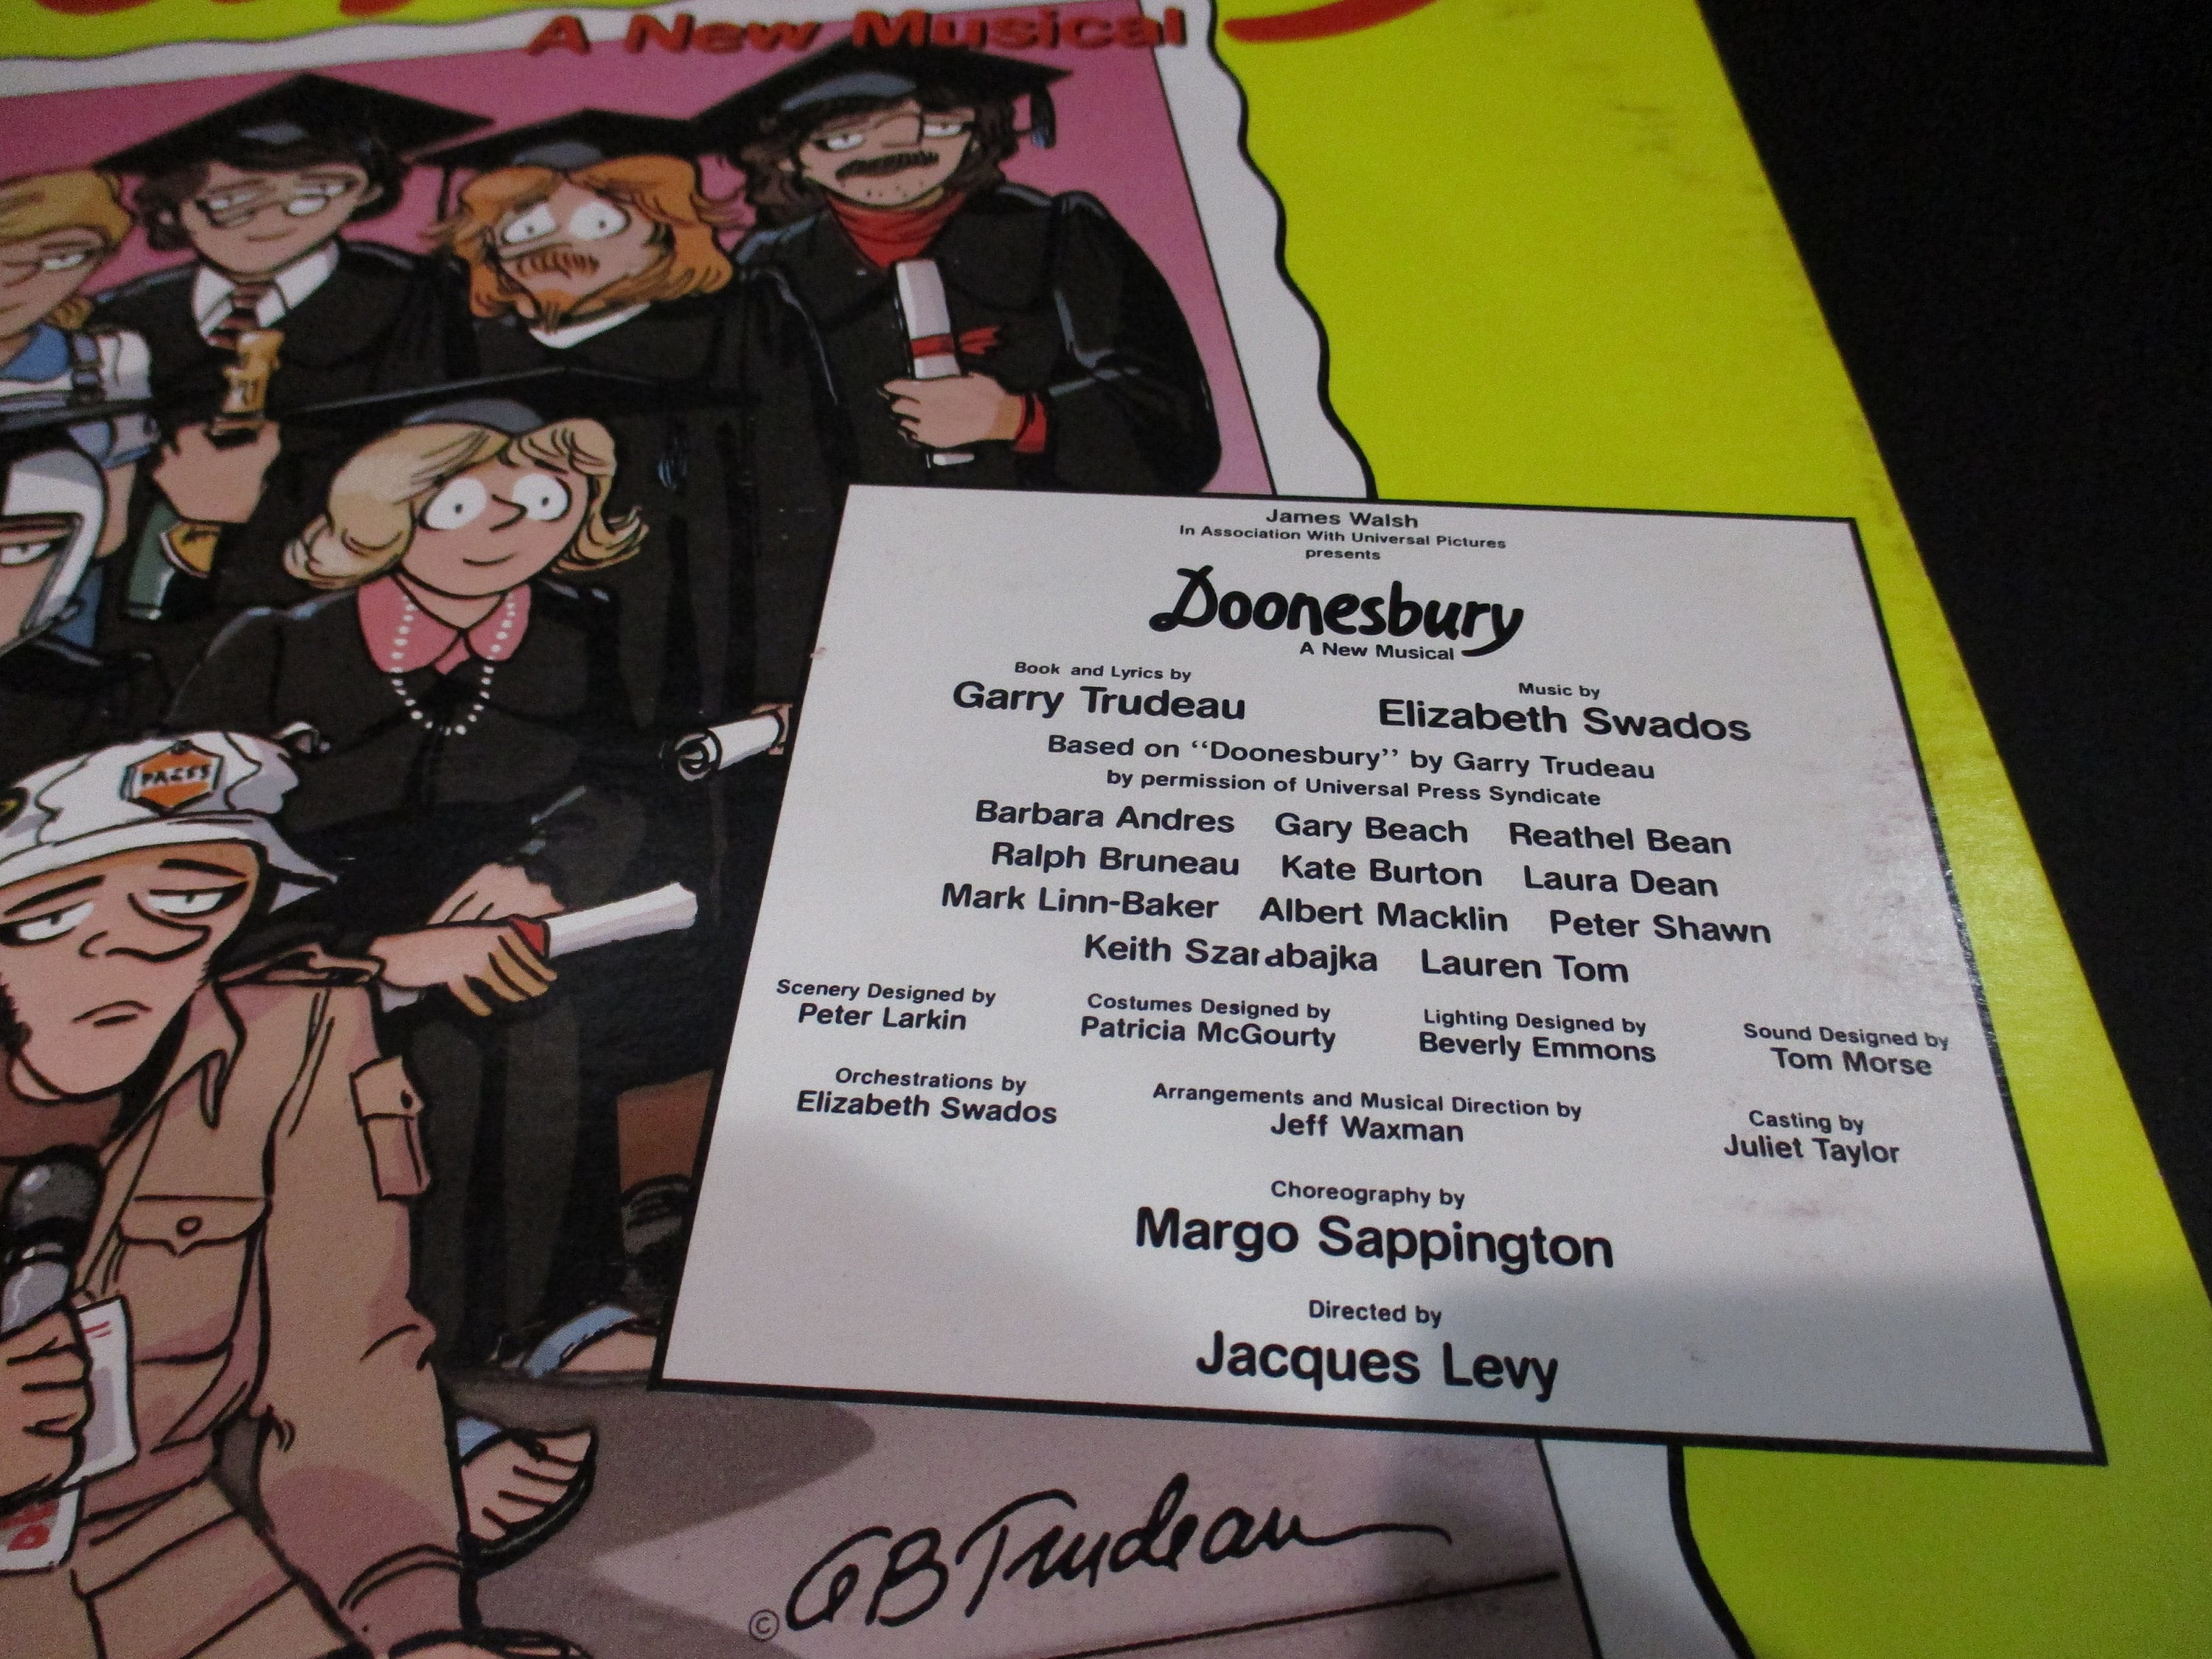 A New Musical
PAGES
James Walsh
In Association With Universal Pictures
presents
Doonesbury
A New Musical
Book and Lyrics by
Garry Trudeau
Music by
Elizabeth Swados
Based on “Doonesbury” by Garry Trudeau
by permission of Universal Press Syndicate
Barbara Andres Gary Beach Reathel Bean
Ralph Bruneau Kate Burton Laura Dean
Mark Linn-Baker Albert Macklin Peter Shawn
Keith Szarabajka Lauren Tom
Scenery Designed by
Peter Larkin
Costumes Designed by
Patricia McGourty
Lighting Designed by
Beverly Emmons
Sound Designed by
Tom Morse
Orchestrations by
Elizabeth Swados
Arrangements and Musical Direction by
Jeff Waxman
Casting by
Juliet Taylor
Choreography by
Margo Sappington
Directed by
Jacques Levy
© GB Trudeau